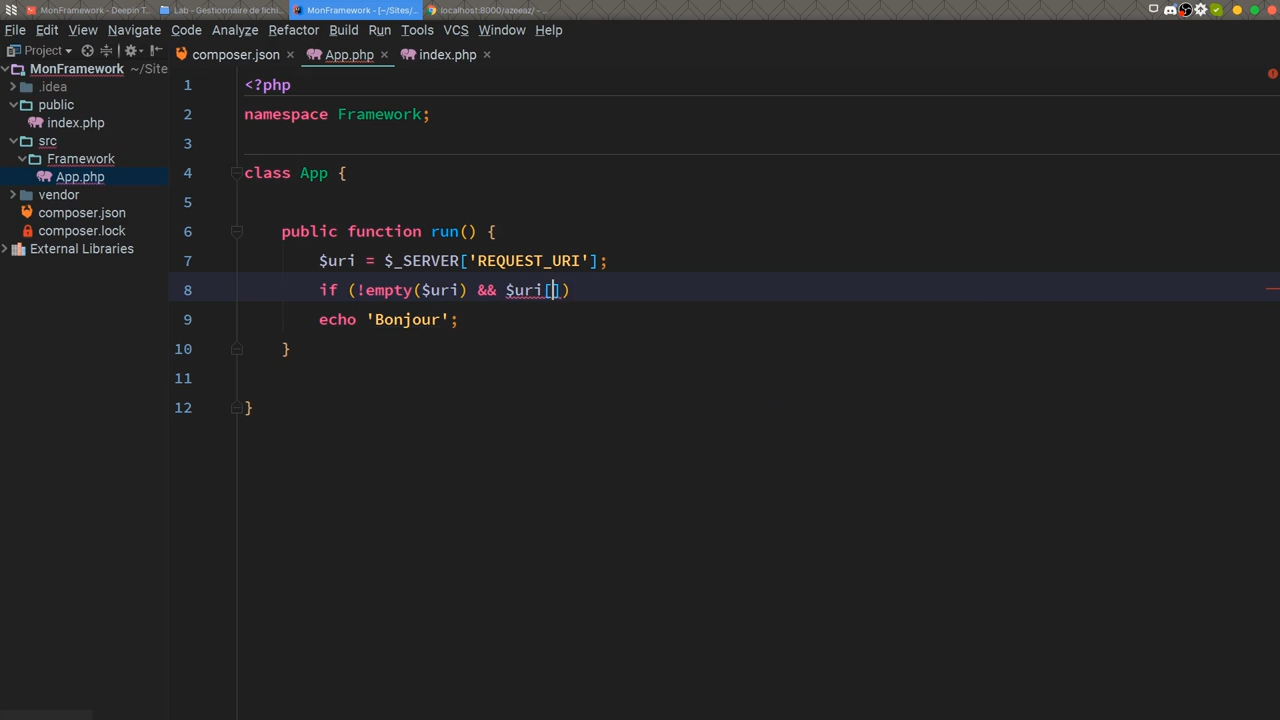 MonFramework - Deepin T...
Lab - Gestionnaire de fichi...
MonFramework - [~/Sites/...
localhost:8000/azeeaz/ - ...
File Edit View Navigate Code Analyze Refactor Build Run Tools VCS Window Help
Project
composer.json
App.php
index.php
MonFramework ~/Site
.idea
public
index.php
src
Framework
App.php
vendor
composer.json
composer.lock
External Libraries
1 <?php
2 namespace Framework;
3
4 class App {
5
6 public function run() {
7 $uri = $_SERVER['REQUEST_URI'];
8 if (!empty($uri) && $uri[])
9 echo 'Bonjour';
10 }
11
12 }